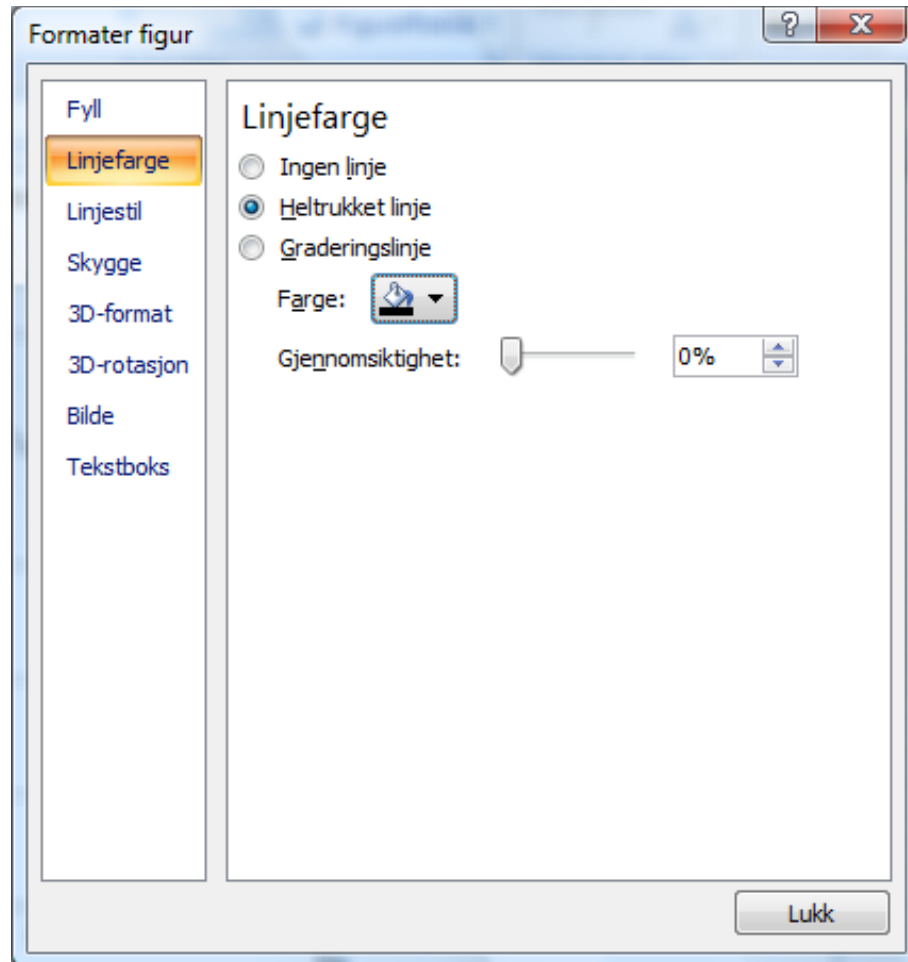 Formater figur
Fyll
Linjefarge
Linjestil
Skygge
3D-format
3D-rotasjon
Bilde
Tekstboks
Linjefarge
Ingen linje
Heltrukket linje
Graderingslinje
Farge:
Gjennomsiktighet: 0%
Lukk